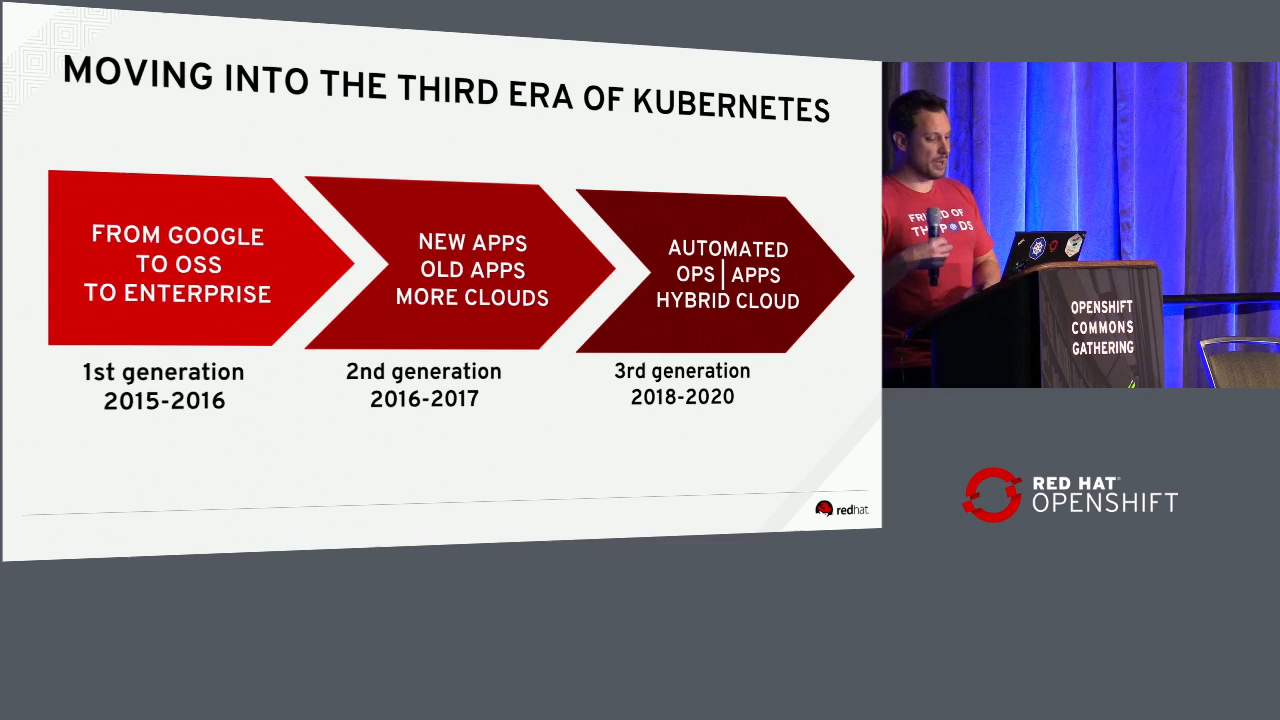 MOVING INTO THE THIRD ERA OF KUBERNETES
FROM GOOGLE
TO OSS
TO ENTERPRISE
1st generation
2015-2016
NEW APPS
OLD APPS
MORE CLOUDS
2nd generation
2016-2017
AUTOMATED
OPS | APPS
HYBRID CLOUD
3rd generation
2018-2020
redhat
OPENSHIFT
COMMONS
GATHERING
RED HAT
OPENSHIFT